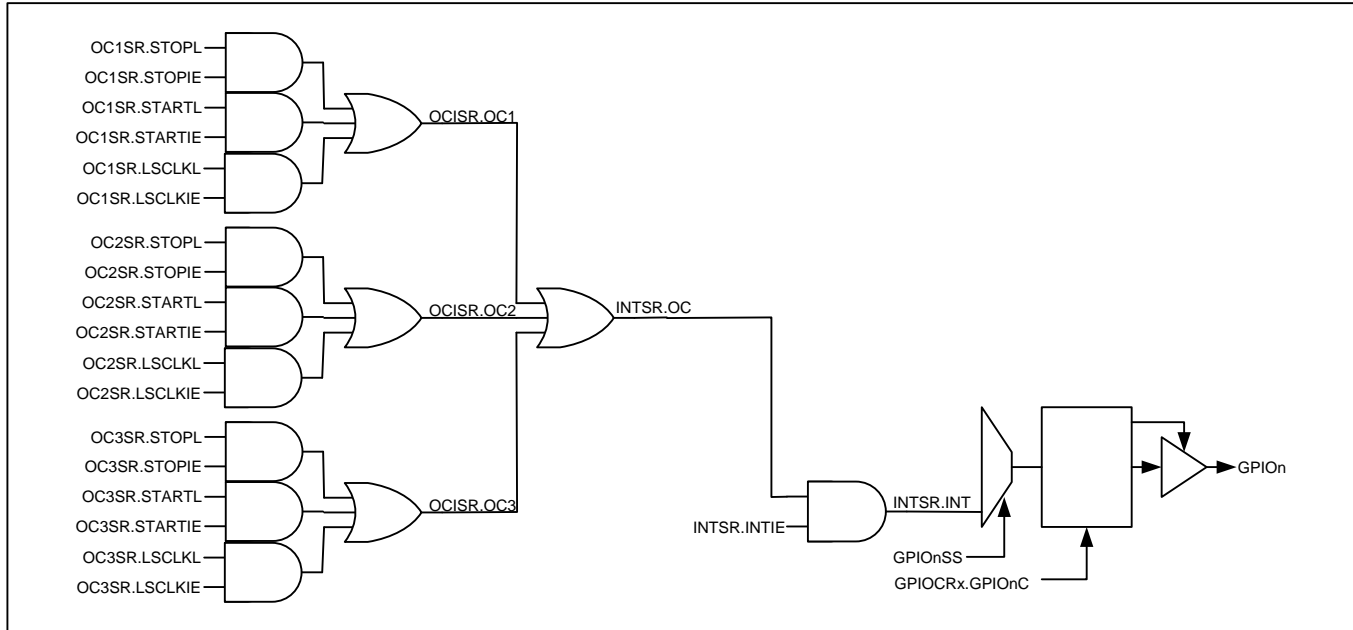 OC1SR.STOPL
OC1SR.STOPIE
OC1SR.STARTL
OC1SR.STARTIE
OC1SR.LSCLKL
OC1SR.LSCLKIE
OCISR.OC1
OC2SR.STOPL
OC2SR.STOPIE
OC2SR.STARTL
OC2SR.STARTIE
OC2SR.LSCLKL
OC2SR.LSCLKIE
OCISR.OC2
INTSR.OC
OC3SR.STOPL
OC3SR.STOPIE
OC3SR.STARTL
OC3SR.STARTIE
OC3SR.LSCLKL
OC3SR.LSCLKIE
OCISR.OC3
INTSR.INTIE
INTSR.INT
GPIOnSS
GPIOCRx.GPIOnC
GPIOn